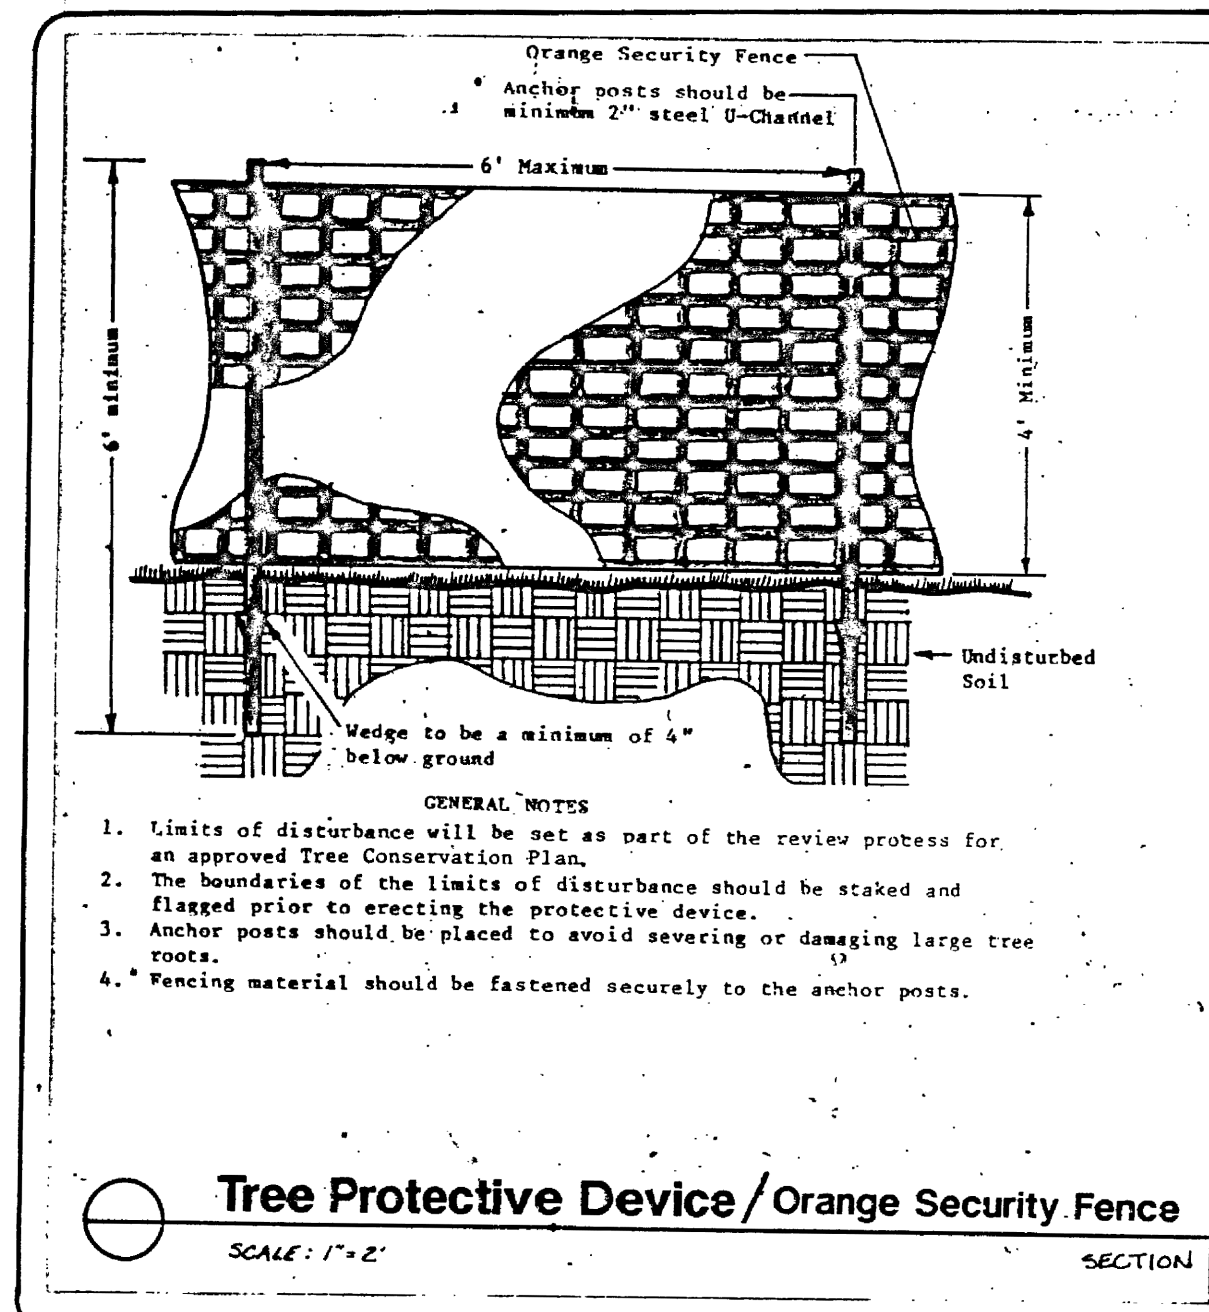 Orange Security Fence
Anchor posts should be
minimum 2" steel U-Channel
6' Maximum
6' minimum
4' Minimum
Undisturbed
Soil
Wedge to be a minimum of 4"
below ground
GENERAL NOTES
1. Limits of disturbance will be set as part of the review process for
an approved Tree Conservation Plan.
2. The boundaries of the limits of disturbance should be staked and
flagged prior to erecting the protective device.
3. Anchor posts should be placed to avoid severing or damaging large tree
roots.
4. Fencing material should be fastened securely to the anchor posts.
Tree Protective Device/Orange Security Fence
SCALE: 1"=2'
SECTION